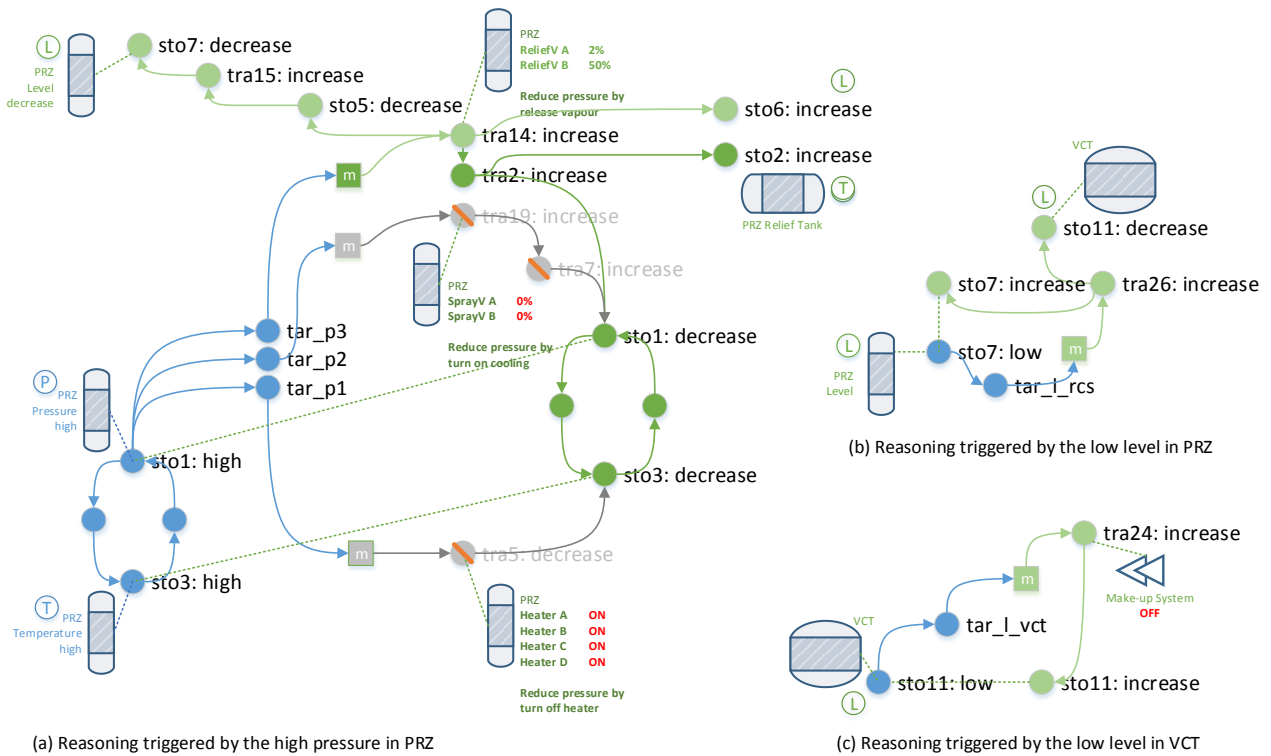 L
PRZ
Level
decrease
sto7: decrease
tra15: increase
sto5: decrease
PRZ
ReliefV A 2%
ReliefV B 50%
Reduce pressure by
release vapour
tra14: increase
tra2: increase
L
sto6: increase
sto2: increase
T
PRZ Relief Tank
m
m
tra19: increase
tra7: increase
PRZ
SprayV A 0%
SprayV B 0%
Reduce pressure by
turn on cooling
sto1: decrease
tar_p3
tar_p2
tar_p1
P
PRZ
Pressure
high
sto1: high
sto3: decrease
m
tra5: decrease
sto3: high
T
PRZ
Temperature
high
PRZ
Heater A ON
Heater B ON
Heater C ON
Heater D ON
Reduce pressure by
turn off heater
(a) Reasoning triggered by the high pressure in PRZ
VCT
L
sto11: decrease
sto7: increase
tra26: increase
L
PRZ
Level
sto7: low
m
tar_l_rcs
(b) Reasoning triggered by the low level in PRZ
tra24: increase
m
Make-up System
OFF
tar_l_vct
VCT
sto11: low
sto11: increase
L
(c) Reasoning triggered by the low level in VCT